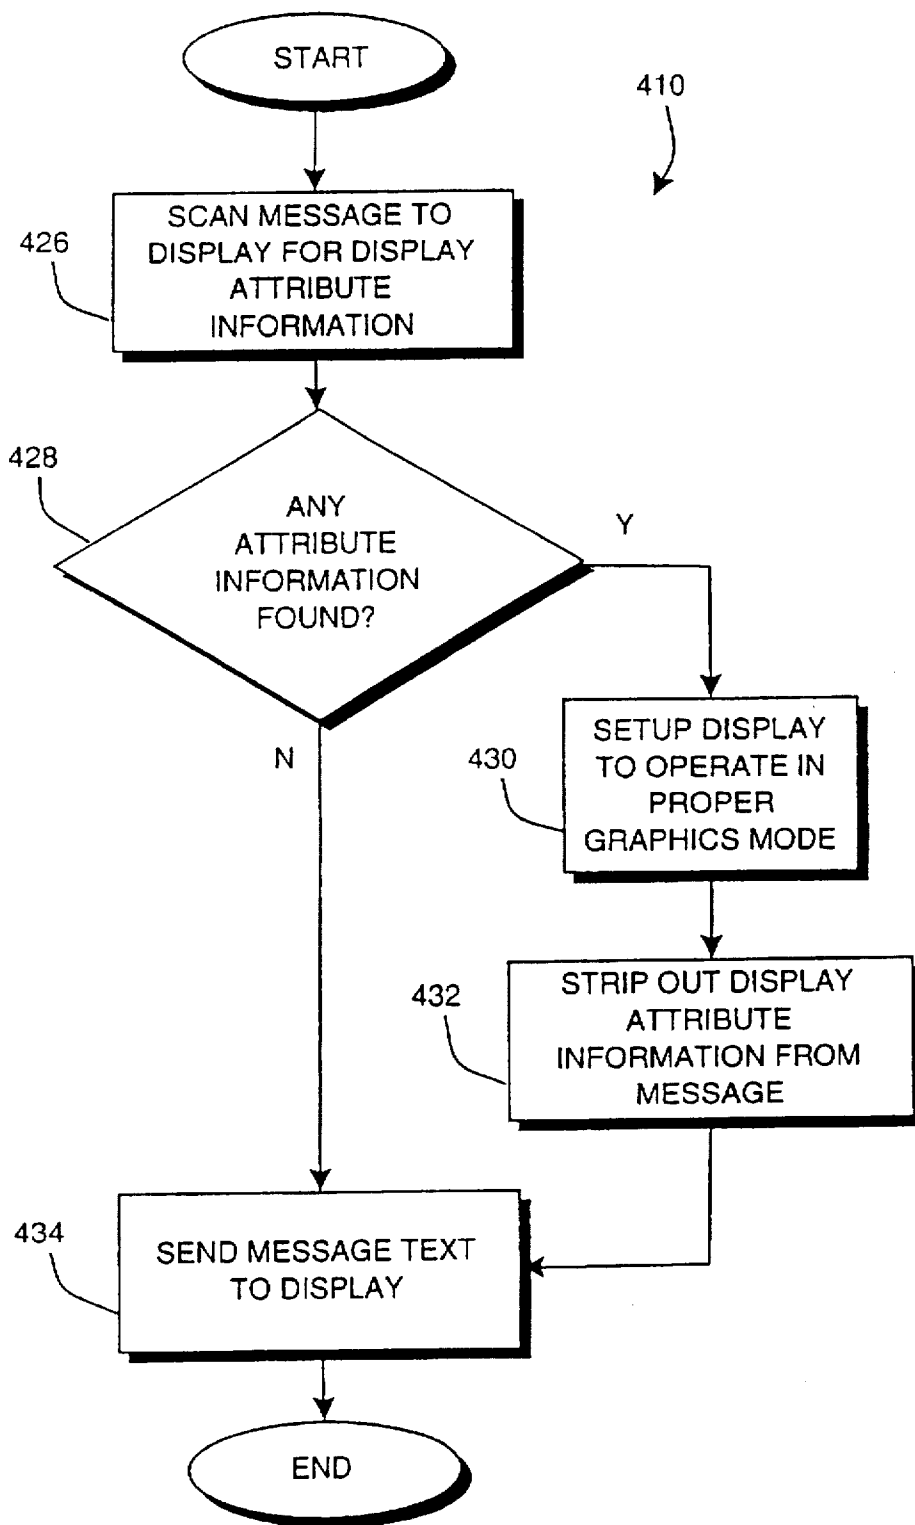 START
410
426
SCAN MESSAGE TO
DISPLAY FOR DISPLAY
ATTRIBUTE
INFORMATION
428
ANY
ATTRIBUTE
INFORMATION
FOUND?
Y
N
430
SETUP DISPLAY
TO OPERATE IN
PROPER
GRAPHICS MODE
432
STRIP OUT DISPLAY
ATTRIBUTE
INFORMATION FROM
MESSAGE
434
SEND MESSAGE TEXT
TO DISPLAY
END